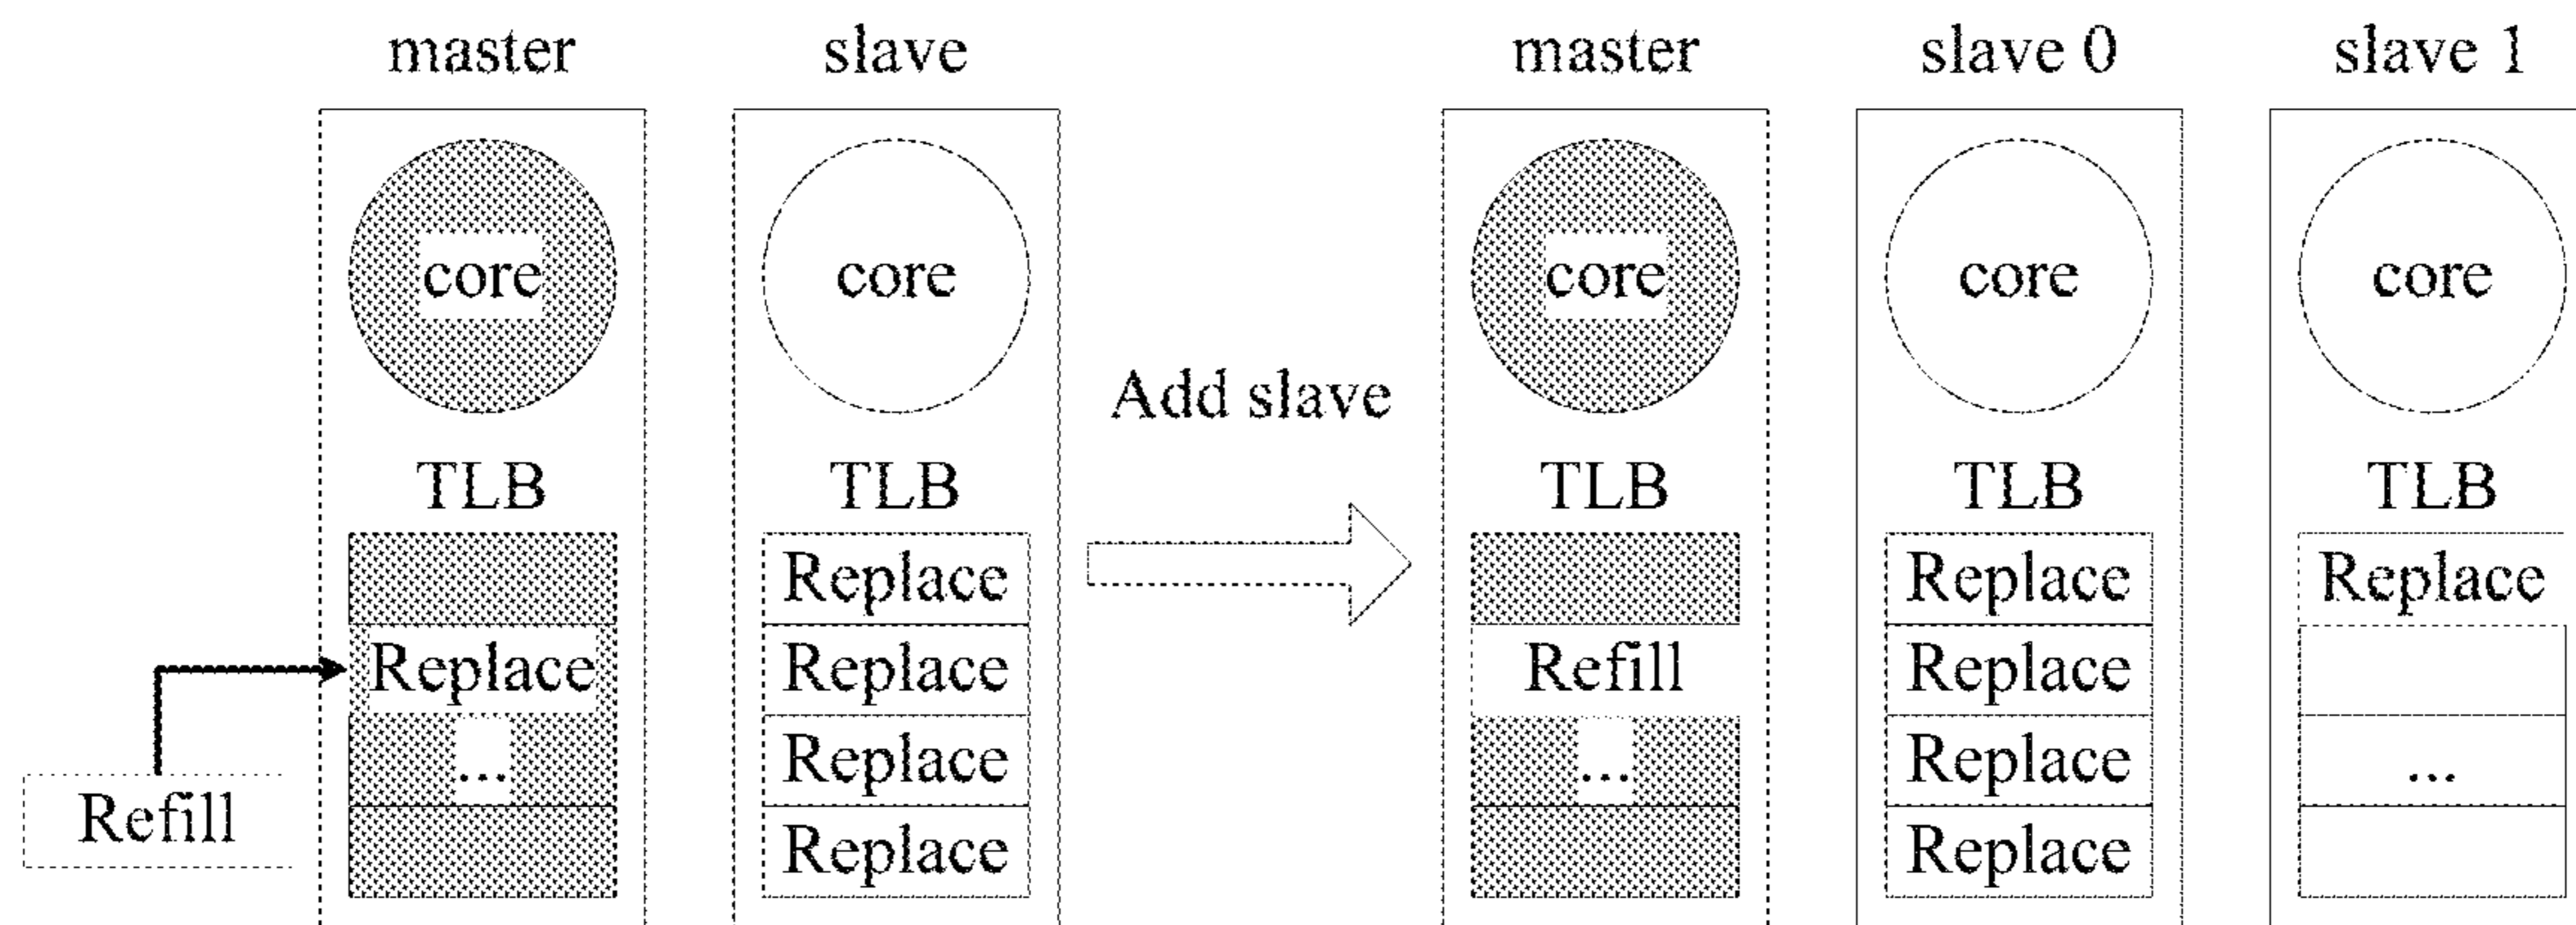 master
slave
master
slave 0
slave 1
core
core
core
core
core
Add slave
TLB
TLB
TLB
TLB
TLB
Replace
Replace
Replace
Replace
Replace
Refill
Replace
...
Replace
...
Replace
...
Refill
Replace
Replace